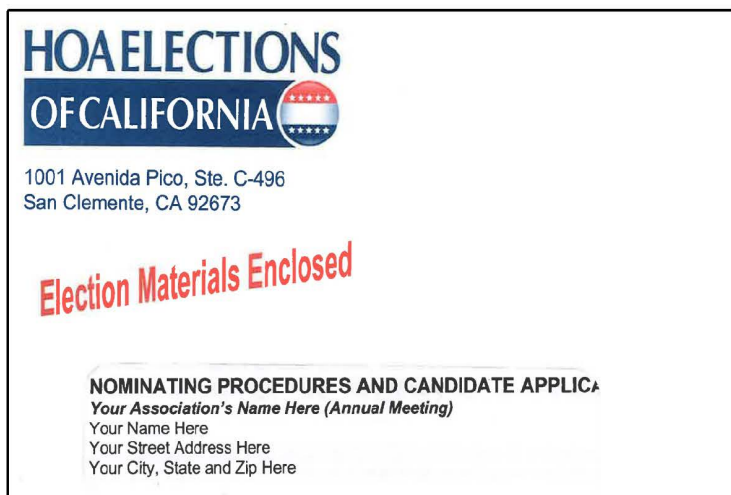 HOA ELECTIONS
OF CALIFORNIA
1001 Avenida Pico, Ste. C-496
San Clemente, CA 92673
Election Materials Enclosed
NOMINATING PROCEDURES AND CANDIDATE APPLICA
Your Association's Name Here (Annual Meeting)
Your Name Here
Your Street Address Here
Your City, State and Zip Here